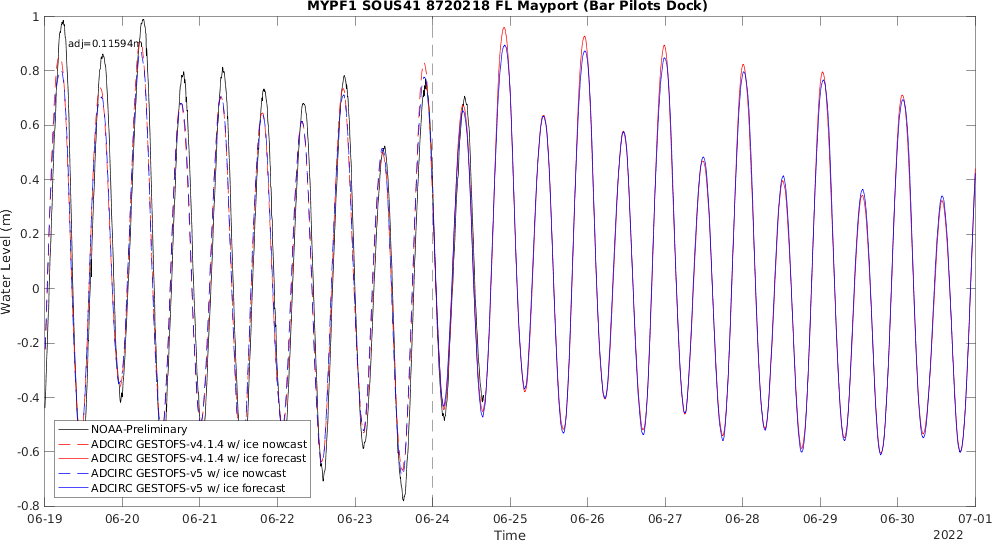 MYPF1 SOUS41 8720218 FL Mayport (Bar Pilots Dock)
adj=0.11594m
Water Level (m)
1
0.8
0.6
0.4
0.2
0
-0.2
-0.4
-0.6
-0.8
NOAA-Preliminary
ADCIRC GESTOFS-v4.1.4 w/ ice nowcast
ADCIRC GESTOFS-v4.1.4 w/ ice forecast
ADCIRC GESTOFS-v5 w/ ice nowcast
ADCIRC GESTOFS-v5 w/ ice forecast
06-19 06-20 06-21 06-22 06-23 06-24 06-25 06-26 06-27 06-28 06-29 06-30 07-01
Time
2022